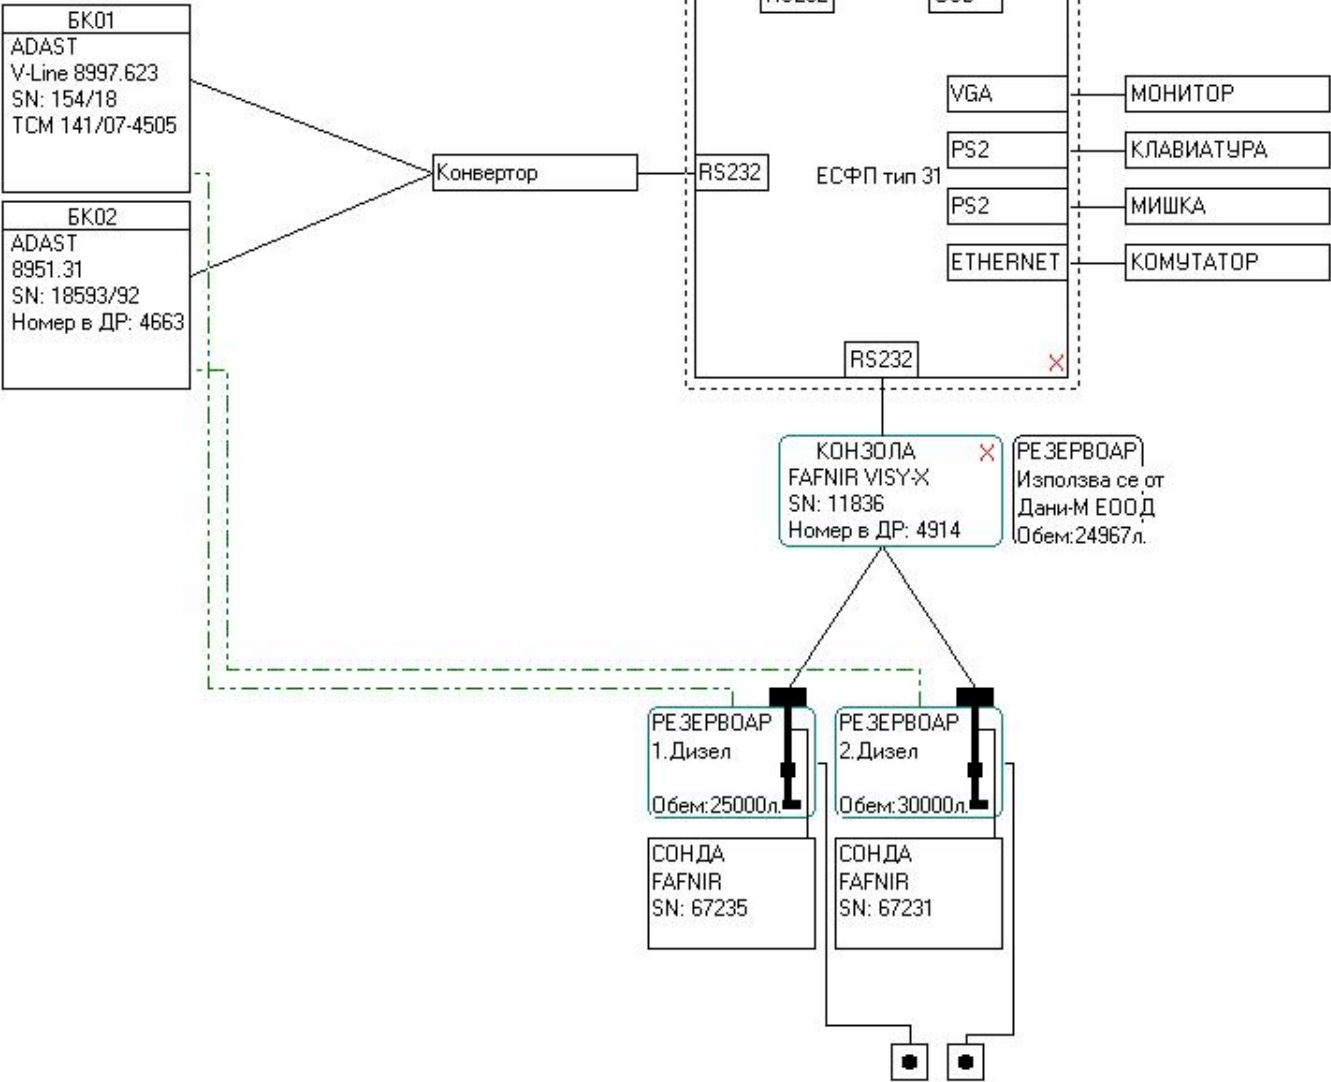 БК01
ADAST
V-Line 8997.623
SN: 154/18
TCM 141/07-4505
БК02
ADAST
8951.31
SN: 18593/92
Номер в ДР: 4663
Конвертор
RS232
ЕСФП тип 31
VGA
МОНИТОР
PS2
КЛАВИАТУРА
PS2
МИШКА
ETHERNET
КОМУТАТОР
RS232
X
КОНЗОЛА
X
FAFNIR VISY-X
SN: 11836
Номер в ДР: 4914
РЕЗЕРВОАР
Използва се от
Дани-М ЕООД
Обем:24967л.
РЕЗЕРВОАР
1.Дизел
Обем:25000л.
РЕЗЕРВОАР
2.Дизел
Обем:30000л.
СОНДА
FAFNIR
SN: 67235
СОНДА
FAFNIR
SN: 67231